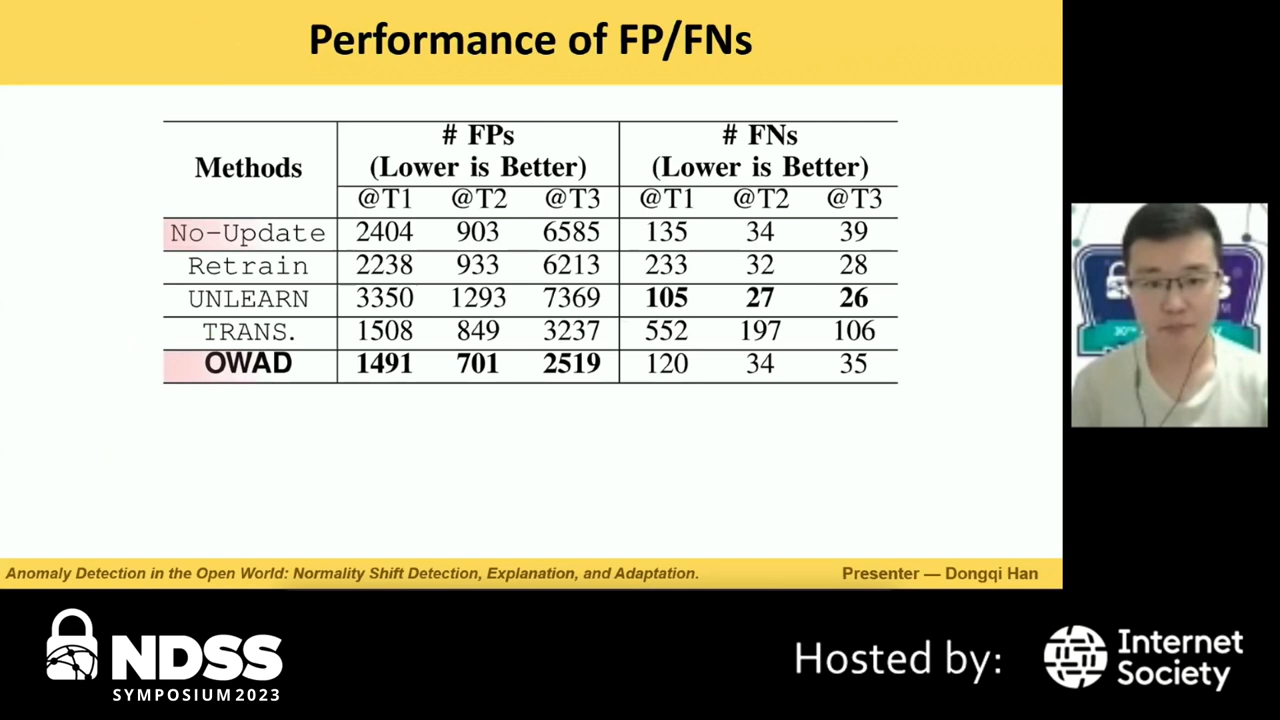 Performance of FP/FNs
Methods
# FPs
(Lower is Better)
# FNs
(Lower is Better)
@T1 @T2 @T3 @T1 @T2 @T3
No-Update 2404 903 6585 135 34 39
Retrain 2238 933 6213 233 32 28
UNLEARN 3350 1293 7369 105 27 26
TRANS. 1508 849 3237 552 197 106
OWAD 1491 701 2519 120 34 35
Anomaly Detection in the Open World: Normality Shift Detection, Explanation, and Adaptation.
Presenter — Dongqi Han
NDSS
SYMPOSIUM2023
Hosted by:
Internet
Society